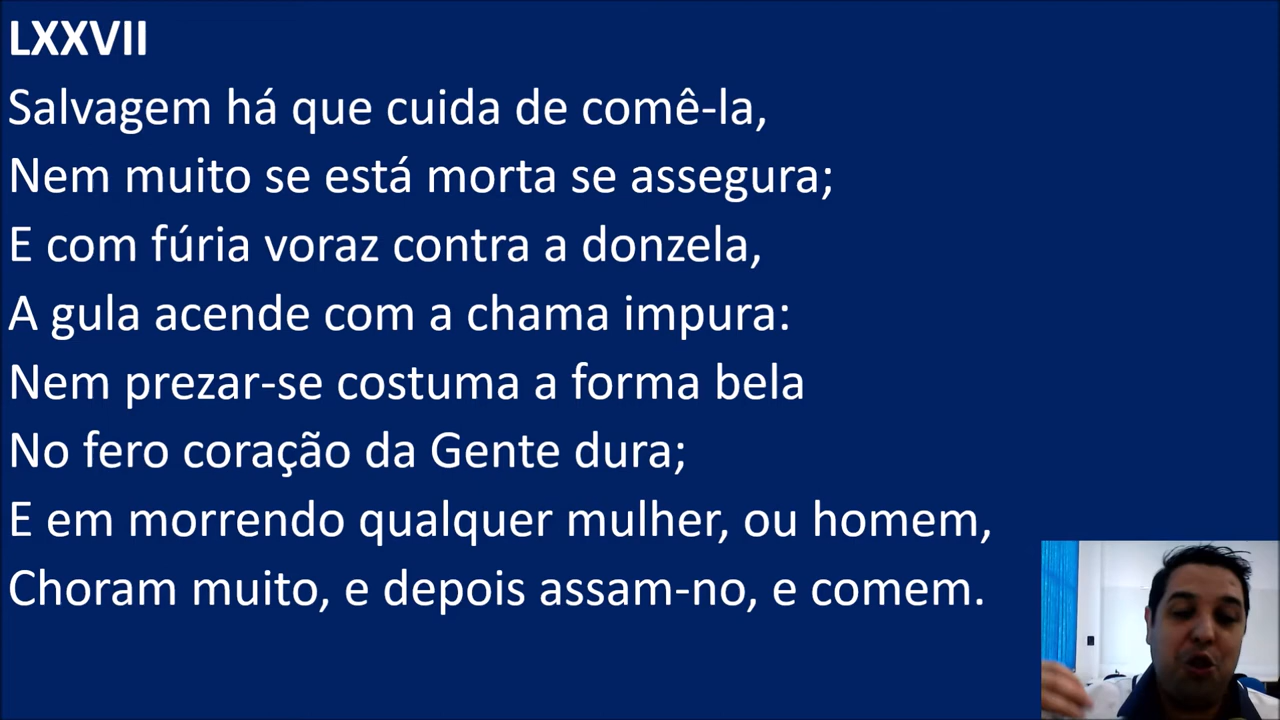 LXXVII
Salvagem há que cuida de comê-la,
Nem muito se está morta se assegura;
E com fúria voraz contra a donzela,
A gula acende com a chama impura:
Nem prezar-se costuma a forma bela
No fero coração da Gente dura;
E em morrendo qualquer mulher, ou homem,
Choram muito, e depois assam-no, e comem.